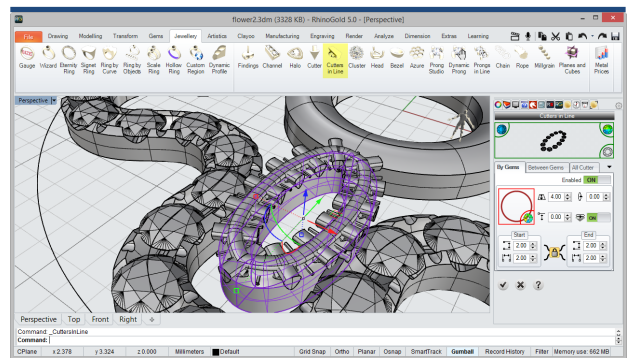 flower2.3dm (3328 KB) - RhinoGold 5.0 - [Perspective]
File Drawing Modelling Transform Gems Jewellery Artistics Clayoo Manufacturing Engraving Render Analyze Dimension Extras Learning
Gauge Wizard Eternity Ring Signet Ring Ring by Curve Ring by Objects Scale Ring Hollow Ring Custom Region Dynamic Profile Findings Channel Halo Cutter Cutters in Line Cluster Head Bezel Azure Prong Studio Dynamic Prong Prongs in Line Chain Rope Millgrain Planes and Cutties Metal Prices
Perspective
Cutters in Line
By Gems Between Gems All Cutter
Enabled ON
4.00 0.00
0.00 ON
Start End
2.00 2.00
2.00 2.00
Perspective Top Front Right
Command: _CuttersInLine
Command:
CPlane x 2.378 y 3.324 z 0.000 Millimeters Default Grid Snap Ortho Planar Osnap SmartTrack Gumball Record History Filter Memory use: 662 MB